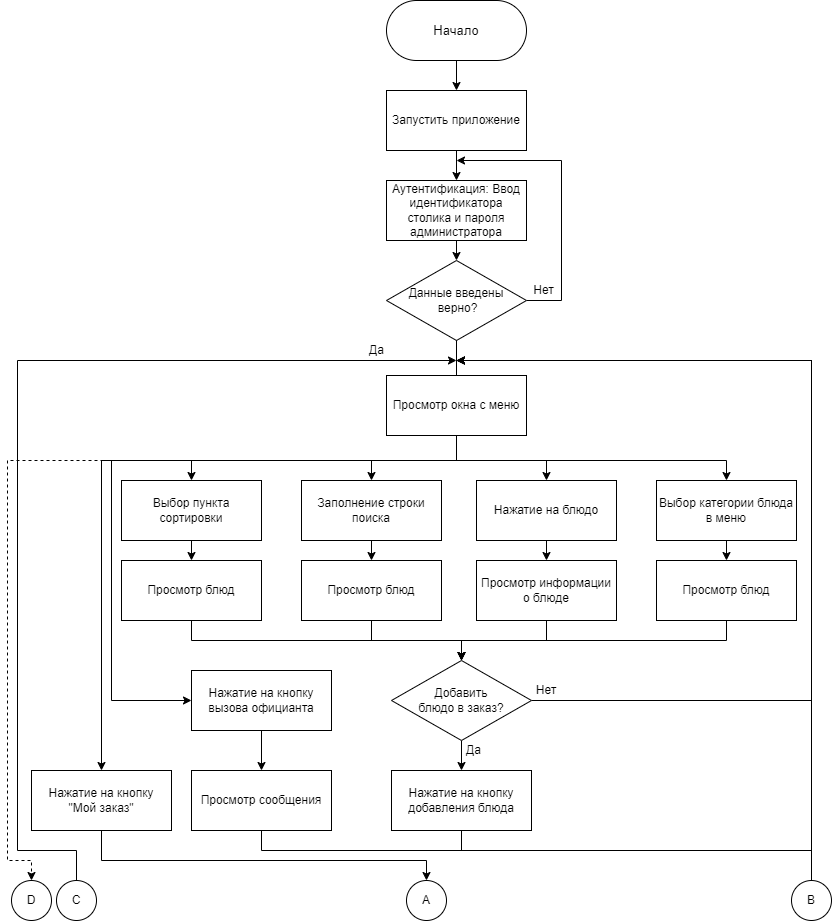 Начало
Запустить приложение
Аутентификация: Ввод
идентификатора
столика и пароля
администратора
Данные введены
верно?
Нет
Да
Просмотр окна с меню
Выбор пункта
сортировки
Заполнение строки
поиска
Нажатие на блюдо
Выбор категории блюда
в меню
Просмотр блюд
Просмотр блюд
Просмотр информации
о блюде
Просмотр блюд
Нажатие на кнопку
вызова официанта
Добавить
блюдо в заказ?
Нет
Да
Нажатие на кнопку
"Мой заказ"
Просмотр сообщения
Нажатие на кнопку
добавления блюда
D
C
A
B